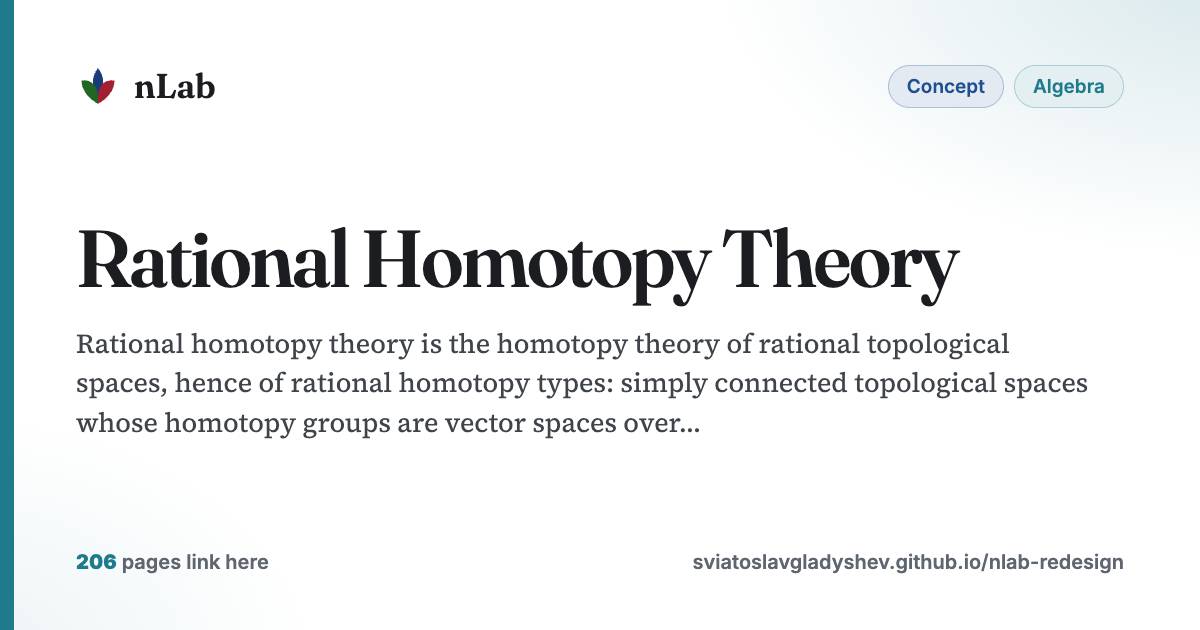 nLab
Concept
Algebra
Rational Homotopy Theory
Rational homotopy theory is the homotopy theory of rational topological
spaces, hence of rational homotopy types: simply connected topological spaces
whose homotopy groups are vector spaces over...
206 pages link here
sviatoslavgladyshev.github.io/nlab-redesign